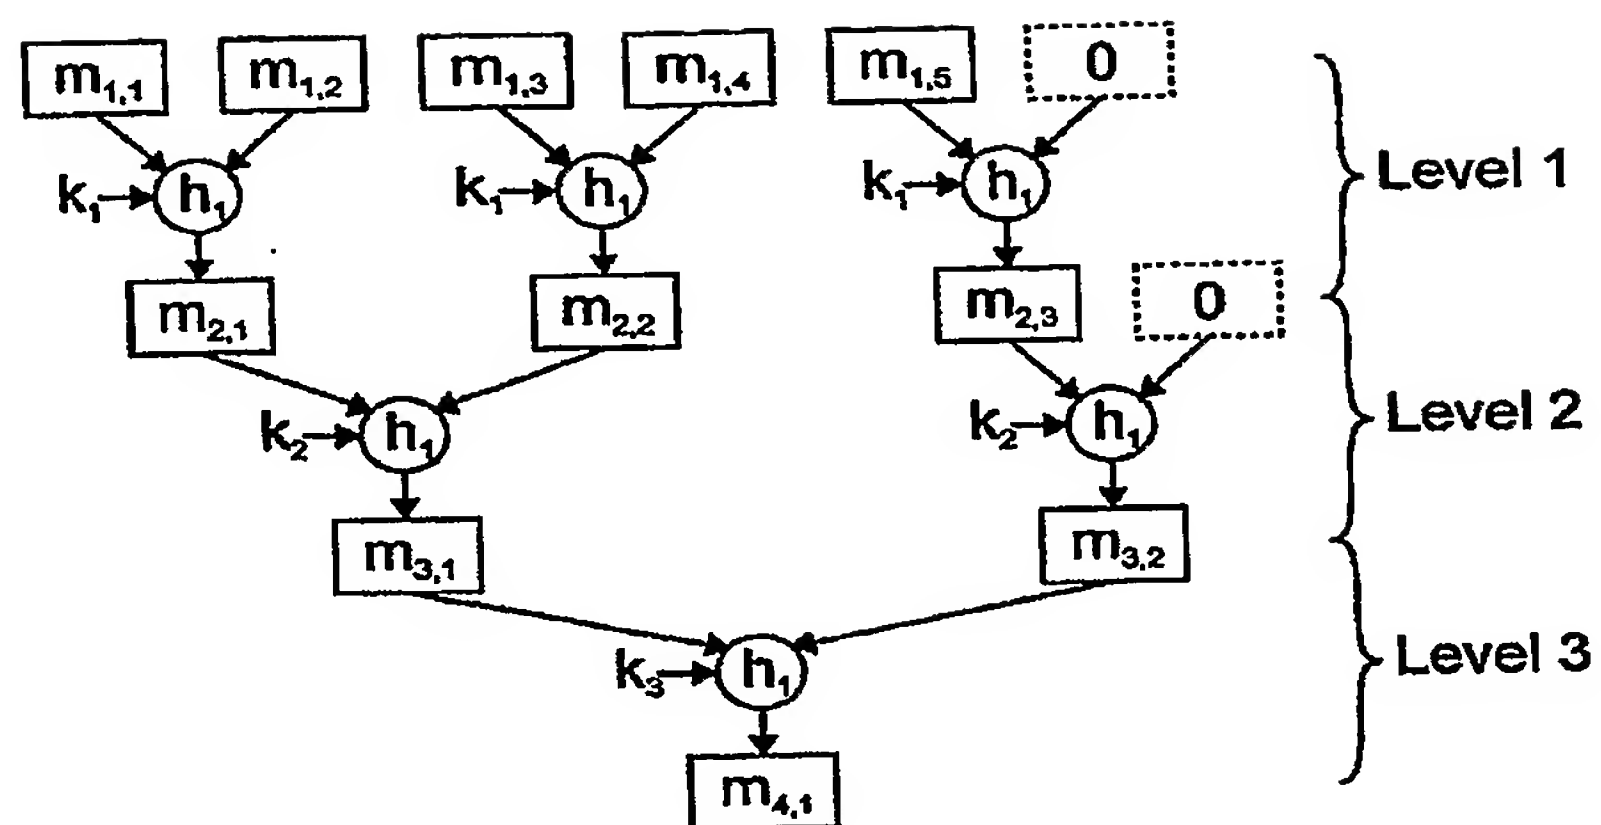 m₁,₁ m₁,₂ m₁,₃ m₁,₄ m₁,₅ 0
k₁ h₁ k₁ h₁ k₁ h₁ Level 1
m₂,₁ m₂,₂ m₂,₃ 0
k₂ h₁ k₂ h₁ Level 2
m₃,₁ m₃,₂
k₃ h₁ Level 3
m₄,₁